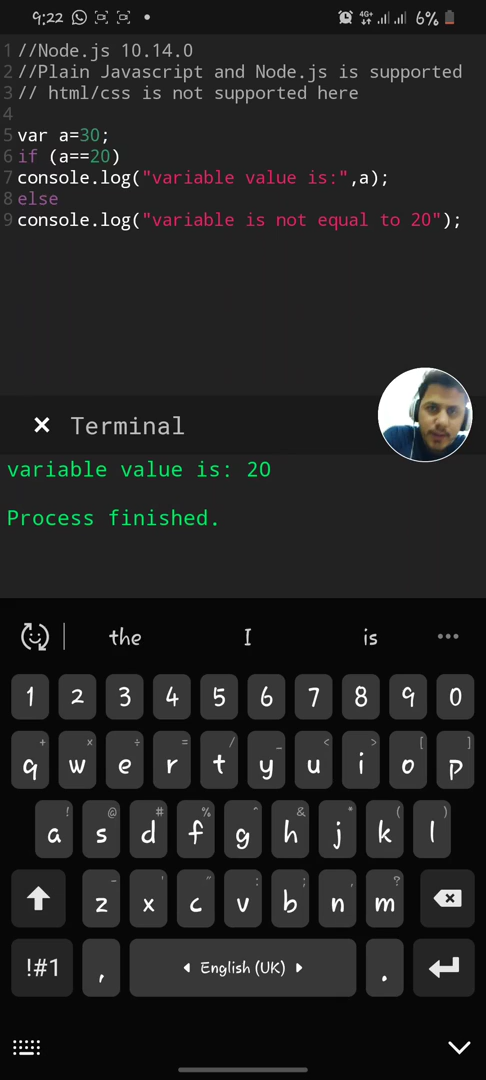 9:22 4G+ 6%
1 //Node.js 10.14.0
2 //Plain Javascript and Node.js is supported
3 // html/css is not supported here
4
5 var a=30;
6 if (a==20)
7 console.log("variable value is:",a);
8 else
9 console.log("variable is not equal to 20");
× Terminal
variable value is: 20
Process finished.
the I is •••
1 2 3 4 5 6 7 8 9 0
+ × ÷ = / _ < > [ ]
q w e r t y u i o p
! @ # % ^ & * ( )
a s d f g h j k l
- ' " : ; , ?
z x c v b n m
!#1 , English (UK) .